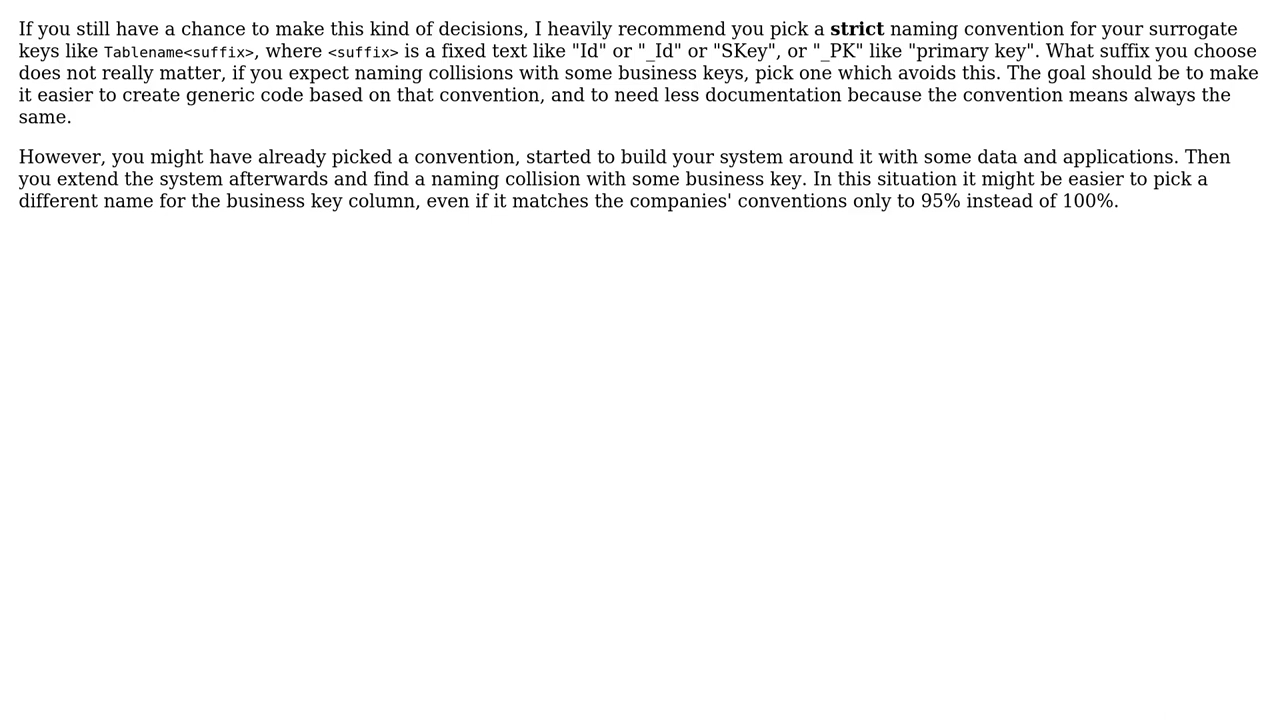 If you still have a chance to make this kind of decisions, I heavily recommend you pick a strict naming convention for your surrogate
keys like Tablename<suffix>, where <suffix> is a fixed text like "Id" or "_Id" or "SKey", or "_PK" like "primary key". What suffix you choose
does not really matter, if you expect naming collisions with some business keys, pick one which avoids this. The goal should be to make
it easier to create generic code based on that convention, and to need less documentation because the convention means always the
same.
However, you might have already picked a convention, started to build your system around it with some data and applications. Then
you extend the system afterwards and find a naming collision with some business key. In this situation it might be easier to pick a
different name for the business key column, even if it matches the companies' conventions only to 95% instead of 100%.